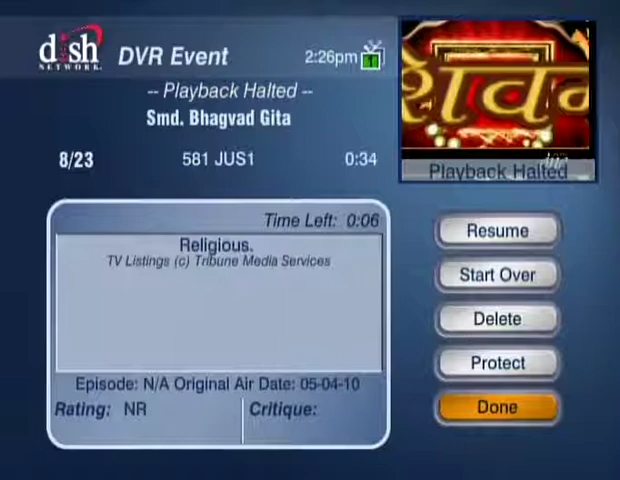 dish
NETWORK
DVR Event
2:26pm
1
-- Playback Halted --
Smd. Bhagvad Gita
8/23
581 JUS1
0:34
शिवम
Playback Halted
Time Left: 0:06
Religious.
TV Listings (c) Tribune Media Services
Episode: N/A Original Air Date: 05-04-10
Rating: NR
Critique:
Resume
Start Over
Delete
Protect
Done